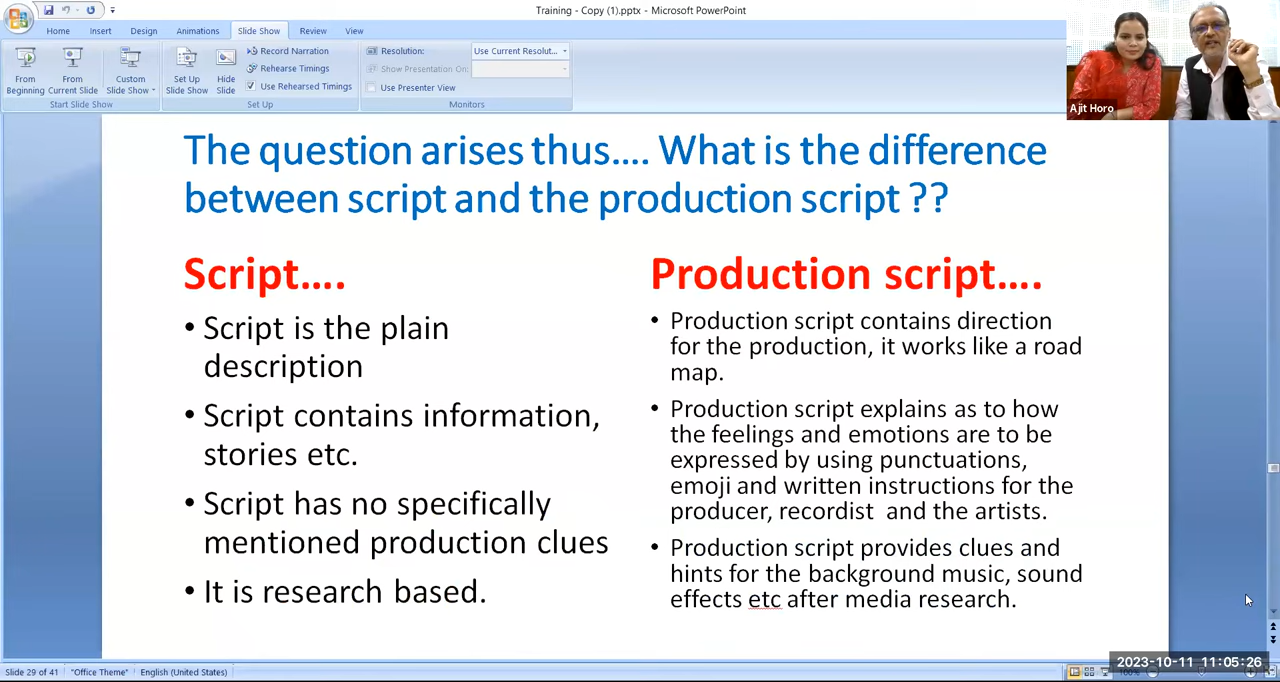 Training - Copy (1).pptx - Microsoft PowerPoint
Home Insert Design Animations Slide Show Review View
From Beginning
From Current Slide
Custom Slide Show
Start Slide Show
Set Up Slide Show
Hide Slide
Record Narration
Rehearse Timings
Use Rehearsed Timings
Set Up
Resolution: Use Current Resolut...
Show Presentation On:
Use Presenter View
Monitors
Ajit Horo
The question arises thus.... What is the difference
between script and the production script ??
Script....
• Script is the plain
description
• Script contains information,
stories etc.
• Script has no specifically
mentioned production clues
• It is research based.
Production script....
• Production script contains direction
for the production, it works like a road
map.
• Production script explains as to how
the feelings and emotions are to be
expressed by using punctuations,
emoji and written instructions for the
producer, recordist and the artists.
• Production script provides clues and
hints for the background music, sound
effects etc after media research.
2023-10-11 11:05:26
Slide 29 of 41 "Office Theme" English (United States) 100%